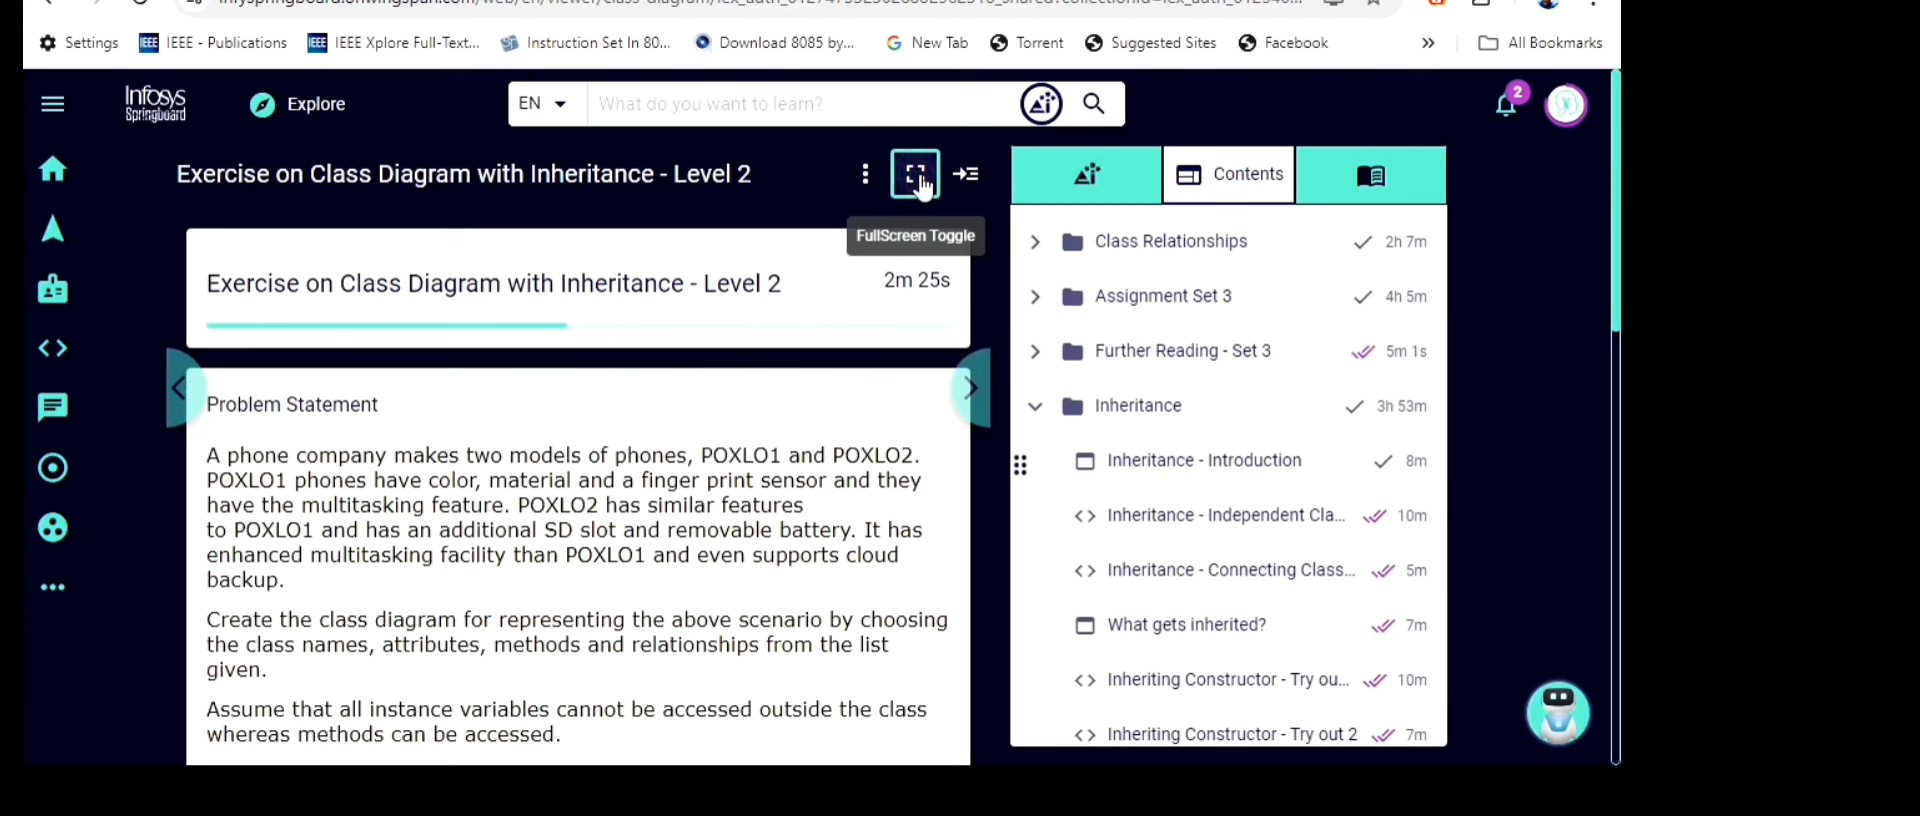 Settings
IEEE - Publications
IEEE Xplore Full-Text...
Instruction Set In 80...
Download 8085 by...
New Tab
Torrent
Suggested Sites
Facebook
»
All Bookmarks
Infosys
Springboard
Explore
EN
What do you want to learn?
2
Exercise on Class Diagram with Inheritance - Level 2
FullScreen Toggle
Exercise on Class Diagram with Inheritance - Level 2
2m 25s
Problem Statement
A phone company makes two models of phones, POXLO1 and POXLO2.
POXLO1 phones have color, material and a finger print sensor and they
have the multitasking feature. POXLO2 has similar features
to POXLO1 and has an additional SD slot and removable battery. It has
enhanced multitasking facility than POXLO1 and even supports cloud
backup.
Create the class diagram for representing the above scenario by choosing
the class names, attributes, methods and relationships from the list
given.
Assume that all instance variables cannot be accessed outside the class
whereas methods can be accessed.
Contents
Class Relationships 2h 7m
Assignment Set 3 4h 5m
Further Reading - Set 3 5m 1s
Inheritance 3h 53m
Inheritance - Introduction 8m
Inheritance - Independent Cla... 10m
Inheritance - Connecting Class... 5m
What gets inherited? 7m
Inheriting Constructor - Try ou... 10m
Inheriting Constructor - Try out 2 7m